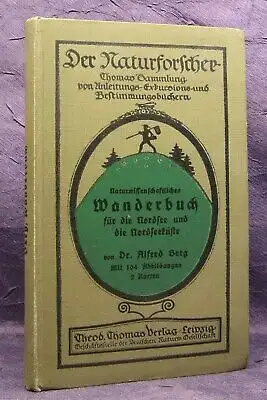 Der Naturforscher
Thomas' Sammlung
von Anleitungs-Exkursions-und
Bestimmungsbüchern
Naturwissenschaftliches
Wanderbuch
für die Nordsee und
die Nordseeküste
von Dr. Alfred Berg
Mit 104 Abbildungen
2 Karten
Theod. Thomas Verlag-Leipzig
Geschäftsstelle der Deutschen Naturw. Gesellschaft